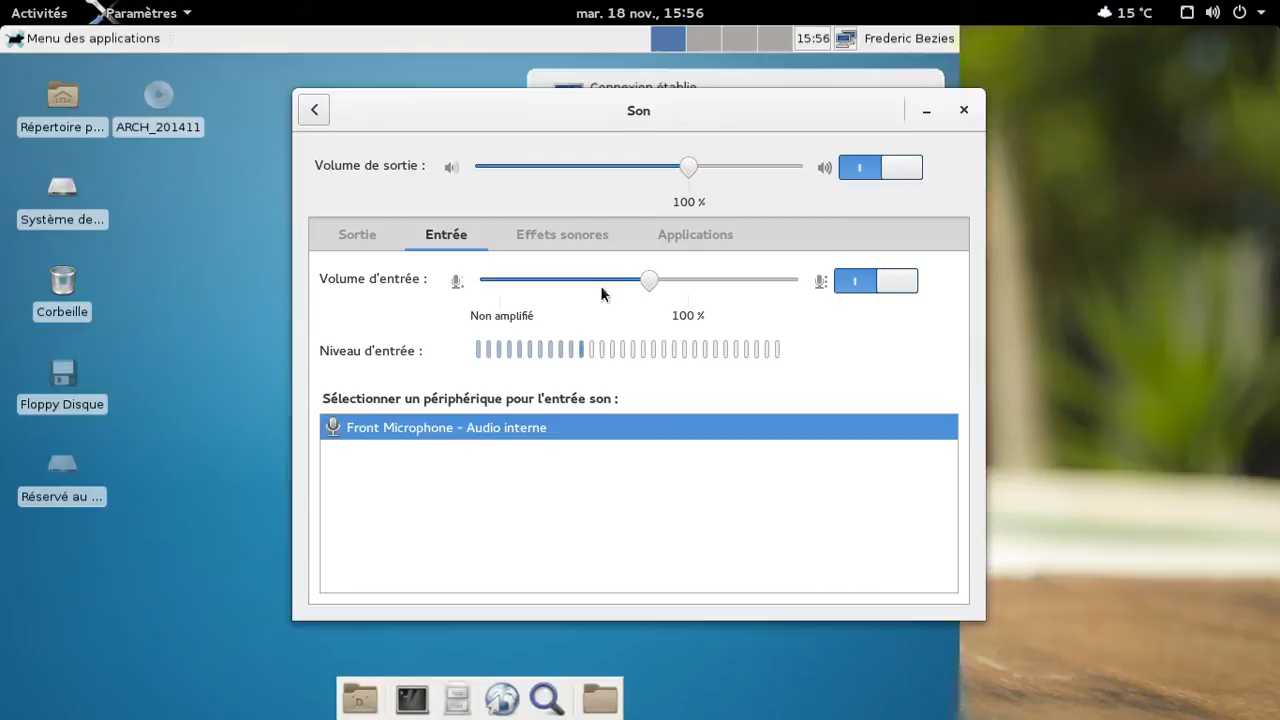 Activités
Paramètres
mar. 18 nov., 15:56
15 °C
Menu des applications
15:56
Frederic Bezies
Connexion établie
Répertoire p...
ARCH_201411
Système de...
Corbeille
Floppy Disque
Réservé au ...
Son
Volume de sortie :
100 %
Sortie
Entrée
Effets sonores
Applications
Volume d'entrée :
Non amplifié
100 %
Niveau d'entrée :
Sélectionner un périphérique pour l'entrée son :
Front Microphone - Audio interne